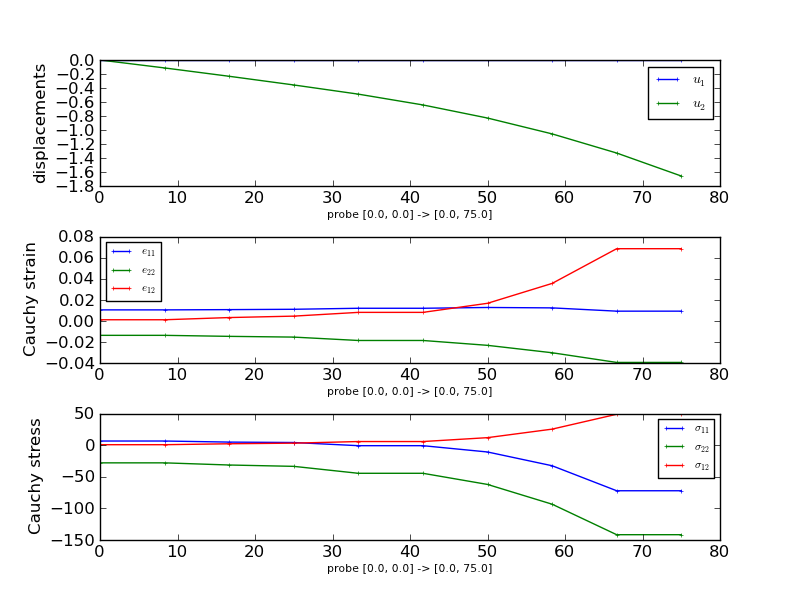 displacements
0.0
−0.2
−0.4
−0.6
−0.8
−1.0
−1.2
−1.4
−1.6
−1.8
u1
u2
0 10 20 30 40 50 60 70 80
probe [0.0, 0.0] -> [0.0, 75.0]
Cauchy strain
0.08
0.06
0.04
0.02
0.00
−0.02
−0.04
e11
e22
e12
0 10 20 30 40 50 60 70 80
probe [0.0, 0.0] -> [0.0, 75.0]
Cauchy stress
50
0
−50
−100
−150
σ11
σ22
σ12
0 10 20 30 40 50 60 70 80
probe [0.0, 0.0] -> [0.0, 75.0]